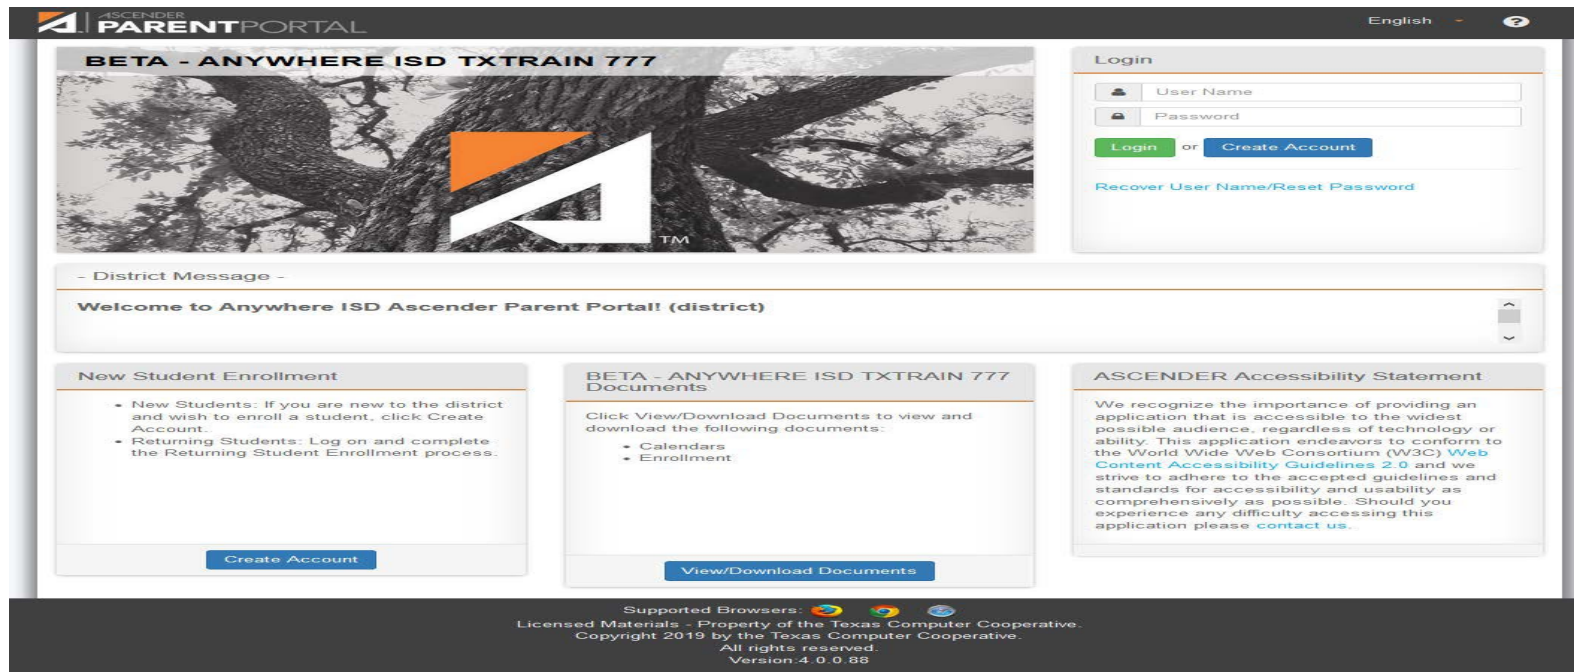 ASCENDER
PARENTPORTAL
English
?
BETA - ANYWHERE ISD TXTRAIN 777
TM
Login
User Name
Password
Login or Create Account
Recover User Name/Reset Password
- District Message -
Welcome to Anywhere ISD Ascender Parent Portal! (district)
New Student Enrollment
• New Students: If you are new to the district
and wish to enroll a student, click Create
Account.
• Returning Students: Log on and complete
the Returning Student Enrollment process.
Create Account
BETA - ANYWHERE ISD TXTRAIN 777
Documents
Click View/Download Documents to view and
download the following documents:
• Calendars
• Enrollment
View/Download Documents
ASCENDER Accessibility Statement
We recognize the importance of providing an
application that is accessible to the widest
possible audience, regardless of technology or
ability. This application endeavors to conform to
the World Wide Web Consortium (W3C) Web
Content Accessibility Guidelines 2.0 and we
strive to adhere to the accepted guidelines and
standards for accessibility and usability as
comprehensively as possible. Should you
experience any difficulty accessing this
application please contact us.
Supported Browsers:
Licensed Materials - Property of the Texas Computer Cooperative.
Copyright 2019 by the Texas Computer Cooperative.
All rights reserved.
Version:4.0.0.88